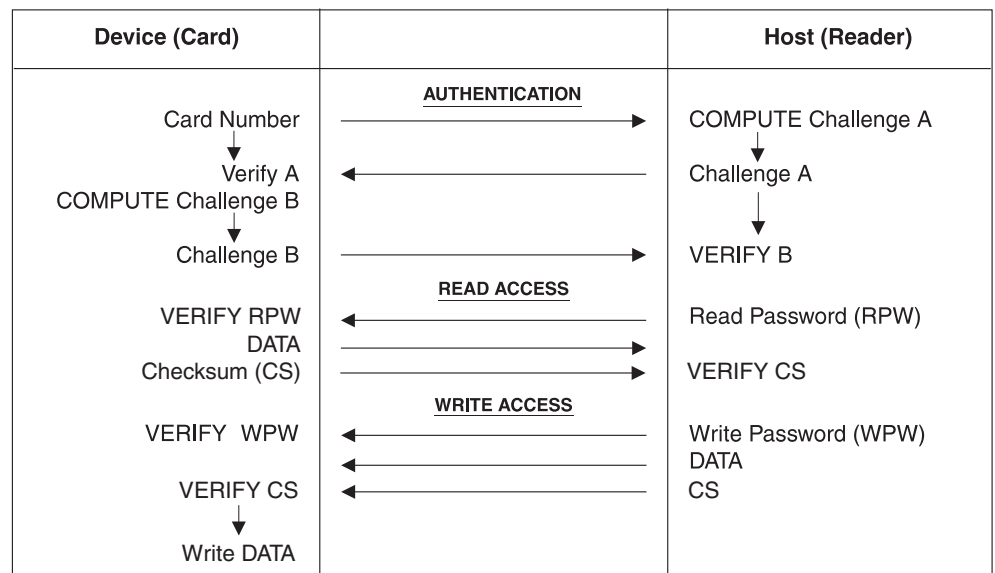 Device (Card) Host (Reader)
AUTHENTICATION
Card Number COMPUTE Challenge A
Verify A Challenge A
COMPUTE Challenge B
Challenge B VERIFY B
READ ACCESS
VERIFY RPW Read Password (RPW)
DATA
Checksum (CS) VERIFY CS
WRITE ACCESS
VERIFY WPW Write Password (WPW)
DATA
VERIFY CS CS
Write DATA